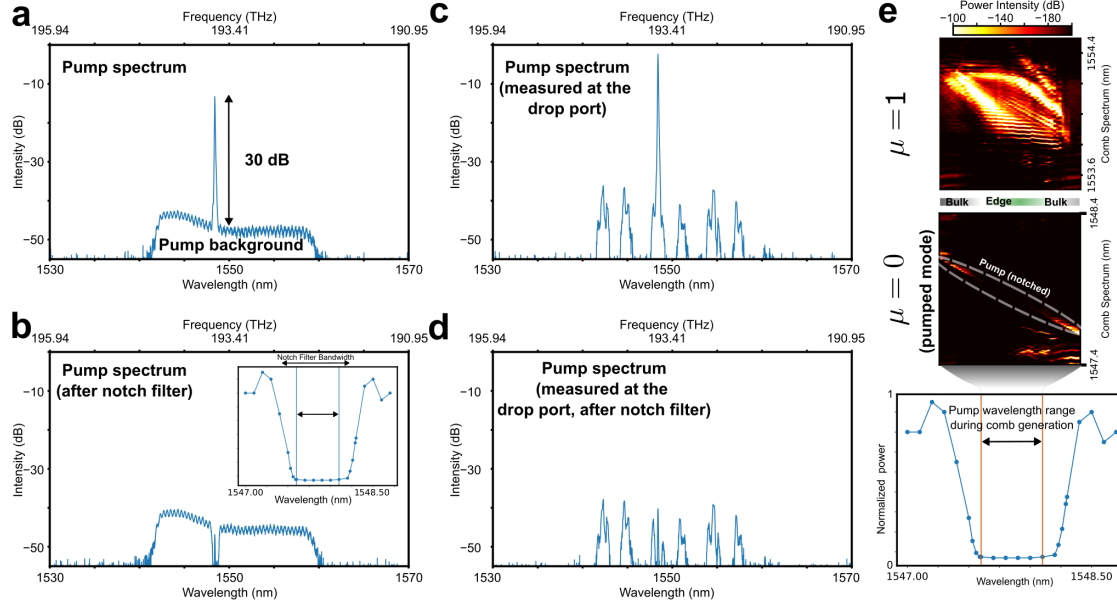 a
Frequency (THz)
195.94 193.41 190.95
Pump spectrum
30 dB
Pump background
Intensity (dB)
−10
−30
−50
1530 1550 1570
Wavelength (nm)
b
Frequency (THz)
195.94 193.41 190.95
Pump spectrum
(after notch filter)
Notch Filter Bandwidth
1547.00 1548.50
Wavelength (nm)
Intensity (dB)
−10
−30
−50
1530 1550 1570
Wavelength (nm)
c
Frequency (THz)
195.94 193.41 190.95
Pump spectrum
(measured at the
drop port)
Intensity (dB)
−10
−30
−50
1530 1550 1570
Wavelength (nm)
d
Frequency (THz)
195.94 193.41 190.95
Pump spectrum
(measured at the
drop port, after notch filter)
Intensity (dB)
−10
−30
−50
1530 1550 1570
Wavelength (nm)
e
Power Intensity (dB)
−100 −140 −180
μ = 1
1554.4
Comb Spectrum (nm)
1553.6
Bulk Edge Bulk
μ = 0
(pumped mode)
Pump (notched)
1548.4
Comb Spectrum (nm)
1547.4
Pump wavelength range
during comb generation
Normalized power
1
0
1547.00 1548.50
Wavelength (nm)